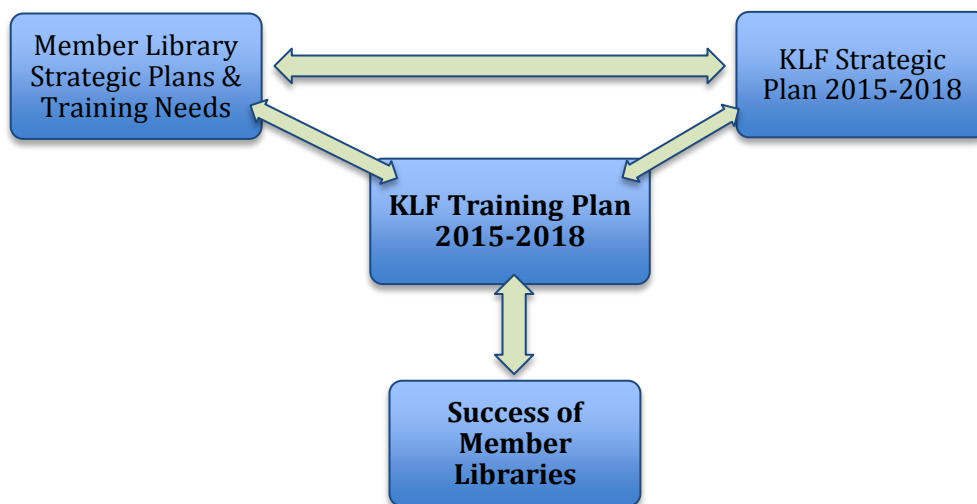 Member Library
Strategic Plans &
Training Needs
KLF Strategic
Plan 2015-2018
KLF Training Plan
2015-2018
Success of
Member
Libraries